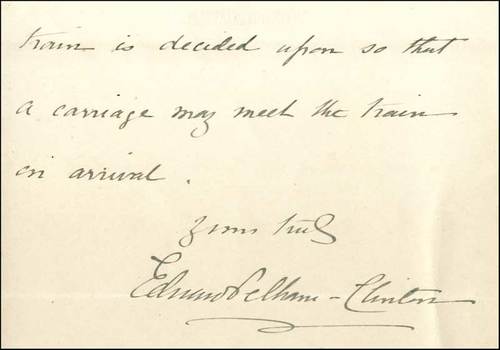 train is decided upon so that
a carriage may meet the train
on arrival.
Yours truly
Edward Pelham-Clinton